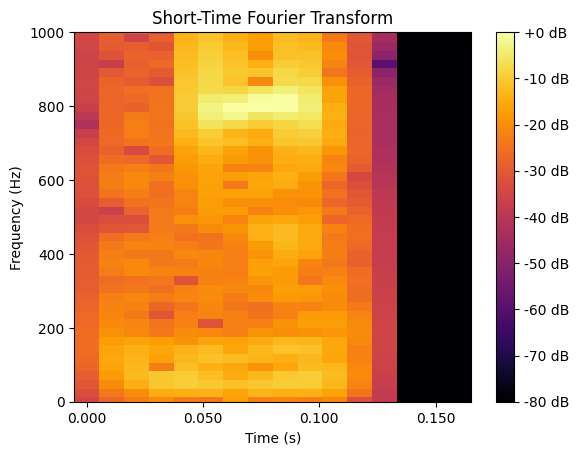 Short-Time Fourier Transform
1000
800
600
400
200
0
Frequency (Hz)
0.000
0.050
0.100
0.150
Time (s)
+0 dB
-10 dB
-20 dB
-30 dB
-40 dB
-50 dB
-60 dB
-70 dB
-80 dB